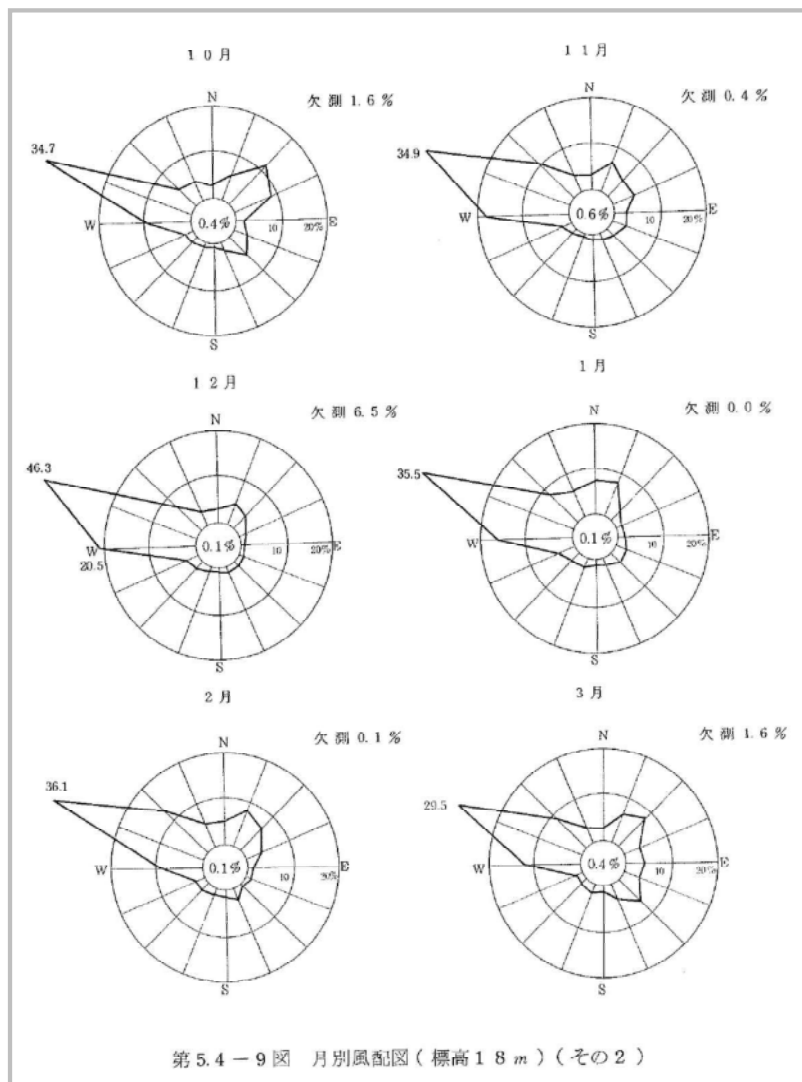 10月
欠測 1.6 %
N
34.7
W
0.4%
10
20%
E
S
11月
欠測 0.4 %
N
34.9
W
0.6%
10
20%
E
S
12月
欠測 6.5 %
N
46.3
W
20.5
0.1%
10
20%
E
S
1月
欠測 0.0 %
N
35.5
W
0.1%
10
20%
E
S
2月
欠測 0.1 %
N
36.1
W
0.1%
10
20%
E
S
3月
欠測 1.6 %
N
29.5
W
0.4%
10
20%
E
S
第5.4－9図 月別風配図(標高18m)(その2)